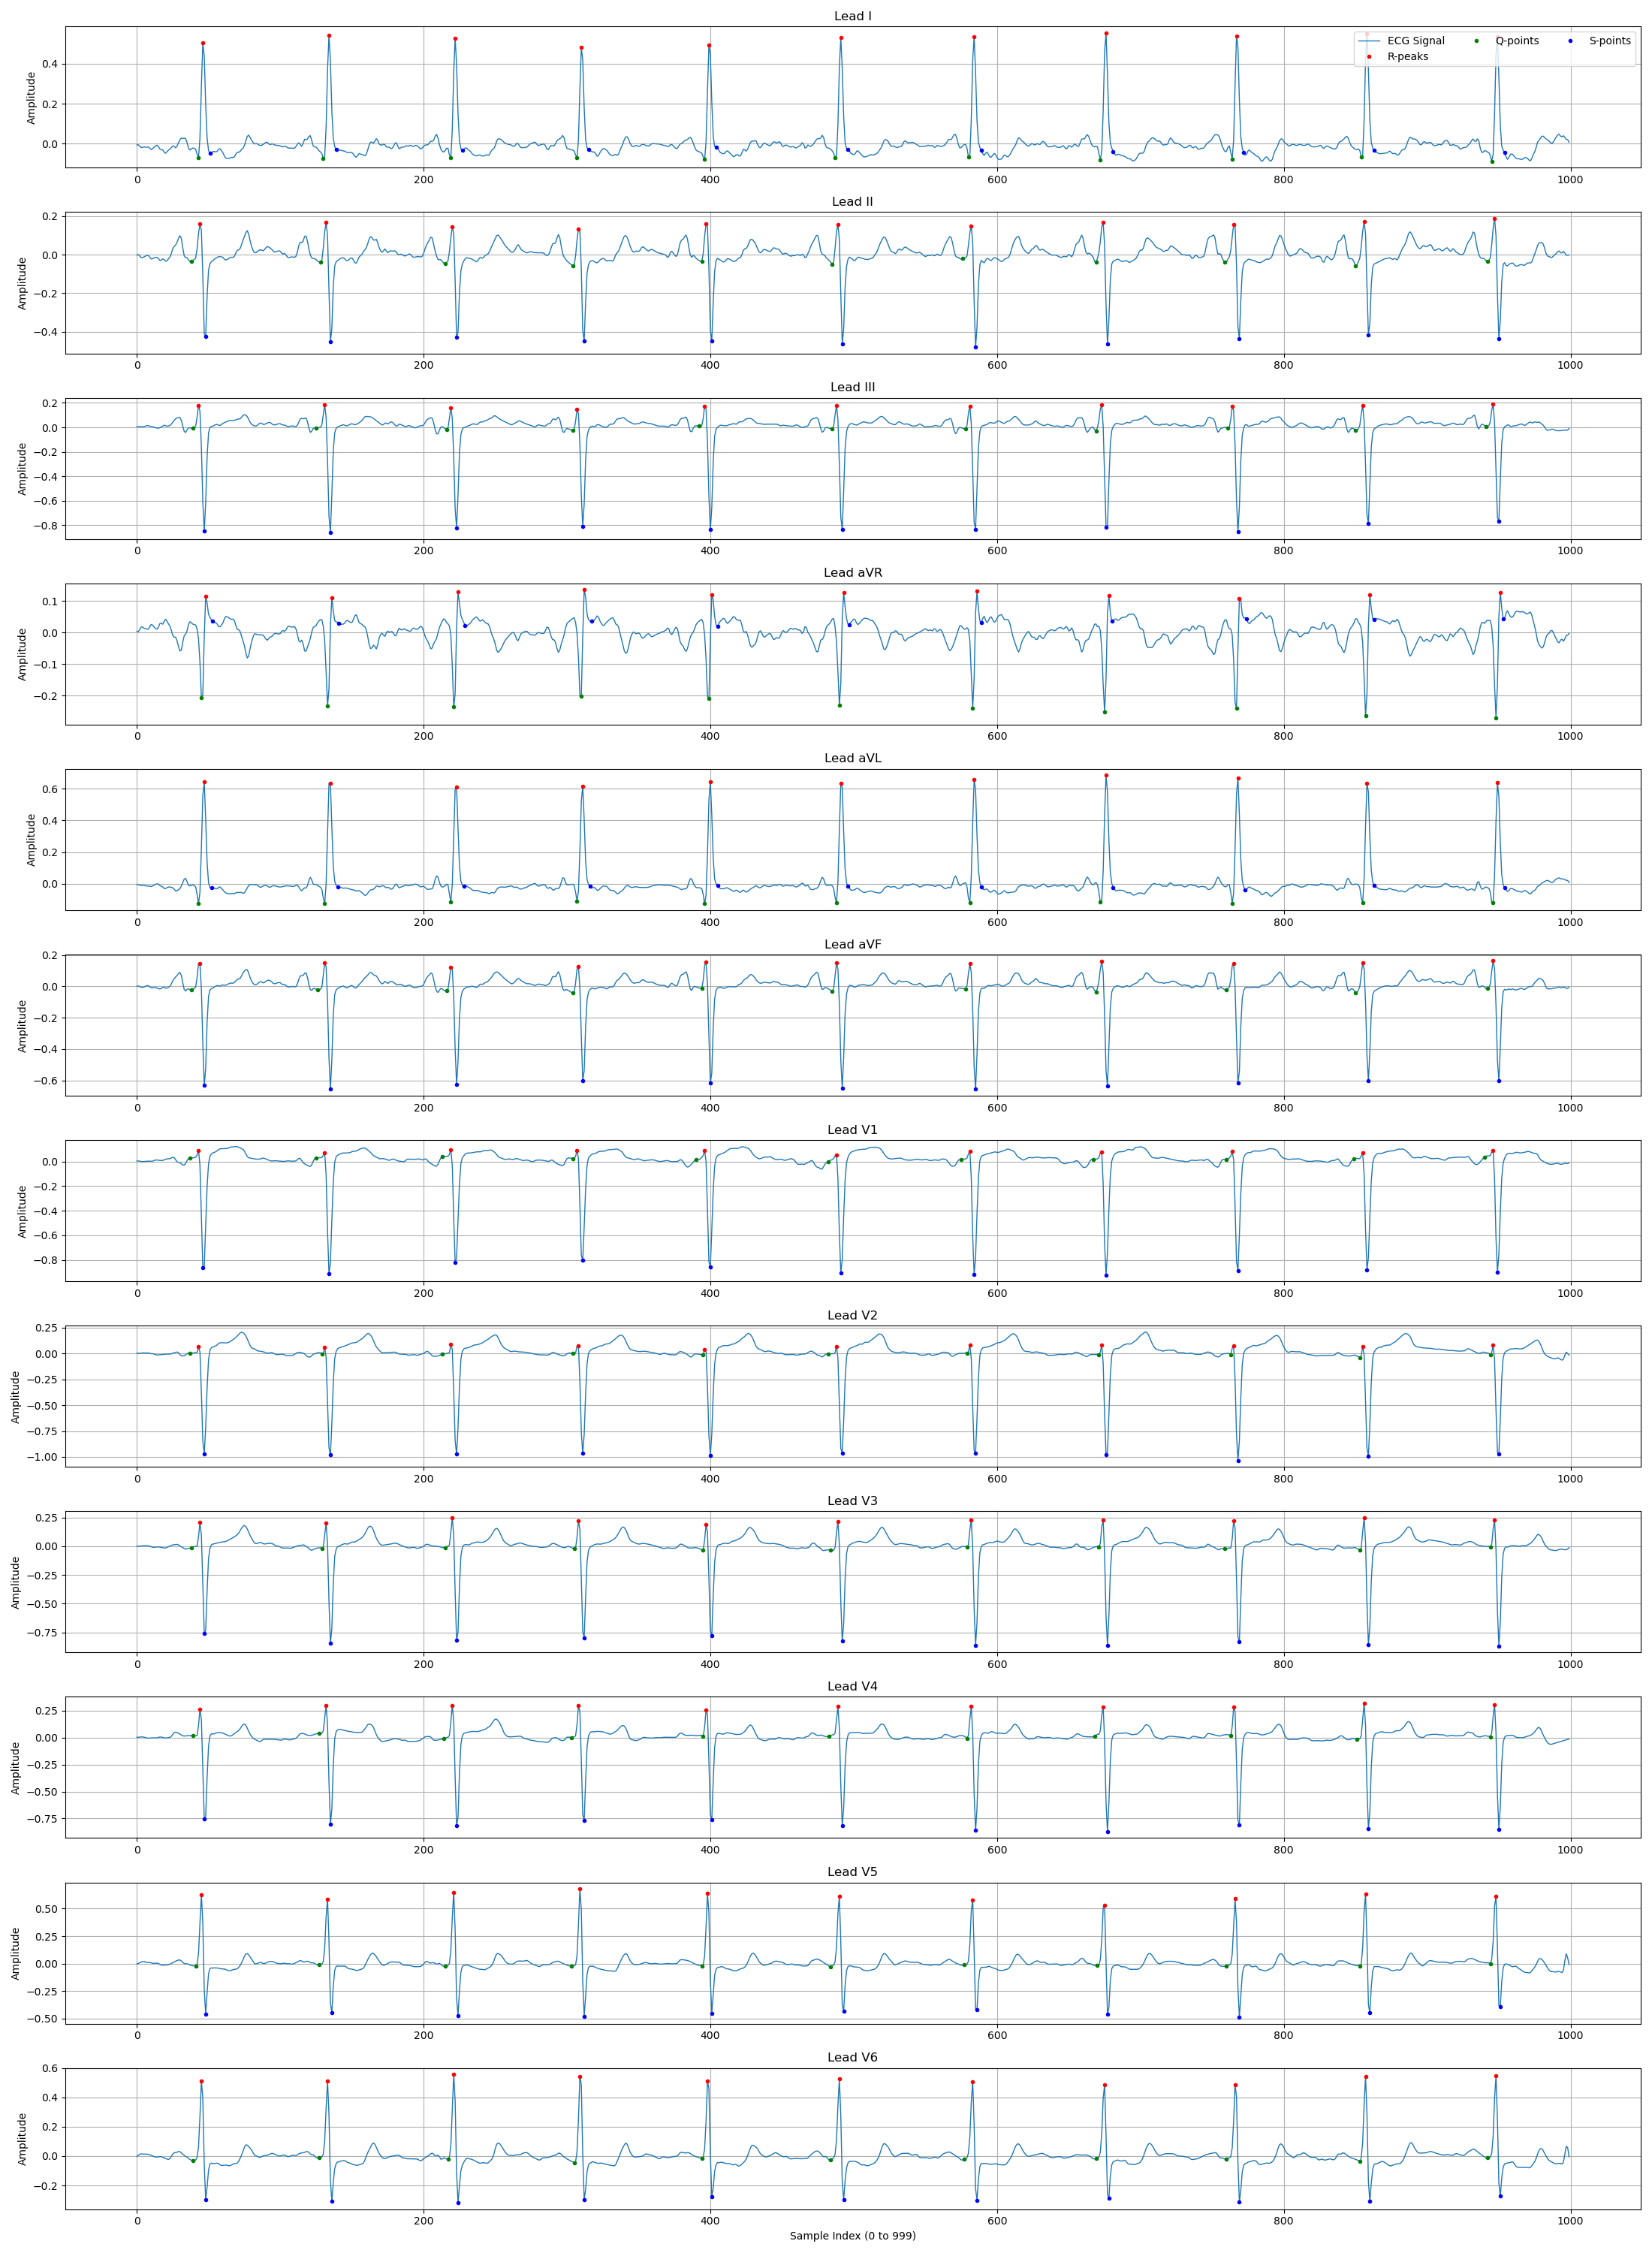 Lead I
Amplitude
0.4
0.2
0.0
ECG Signal
R-peaks
Q-points
S-points
0 200 400 600 800 1000
Lead II
Amplitude
0.2
0.0
−0.2
−0.4
0 200 400 600 800 1000
Lead III
Amplitude
0.2
0.0
−0.2
−0.4
−0.6
−0.8
0 200 400 600 800 1000
Lead aVR
Amplitude
0.1
0.0
−0.1
−0.2
0 200 400 600 800 1000
Lead aVL
Amplitude
0.6
0.4
0.2
0.0
0 200 400 600 800 1000
Lead aVF
Amplitude
0.2
0.0
−0.2
−0.4
−0.6
0 200 400 600 800 1000
Lead V1
Amplitude
0.0
−0.2
−0.4
−0.6
−0.8
0 200 400 600 800 1000
Lead V2
Amplitude
0.25
0.00
−0.25
−0.50
−0.75
−1.00
0 200 400 600 800 1000
Lead V3
Amplitude
0.25
0.00
−0.25
−0.50
−0.75
0 200 400 600 800 1000
Lead V4
Amplitude
0.25
0.00
−0.25
−0.50
−0.75
0 200 400 600 800 1000
Lead V5
Amplitude
0.50
0.25
0.00
−0.25
−0.50
0 200 400 600 800 1000
Lead V6
Amplitude
0.6
0.4
0.2
0.0
−0.2
0 200 400 600 800 1000
Sample Index (0 to 999)